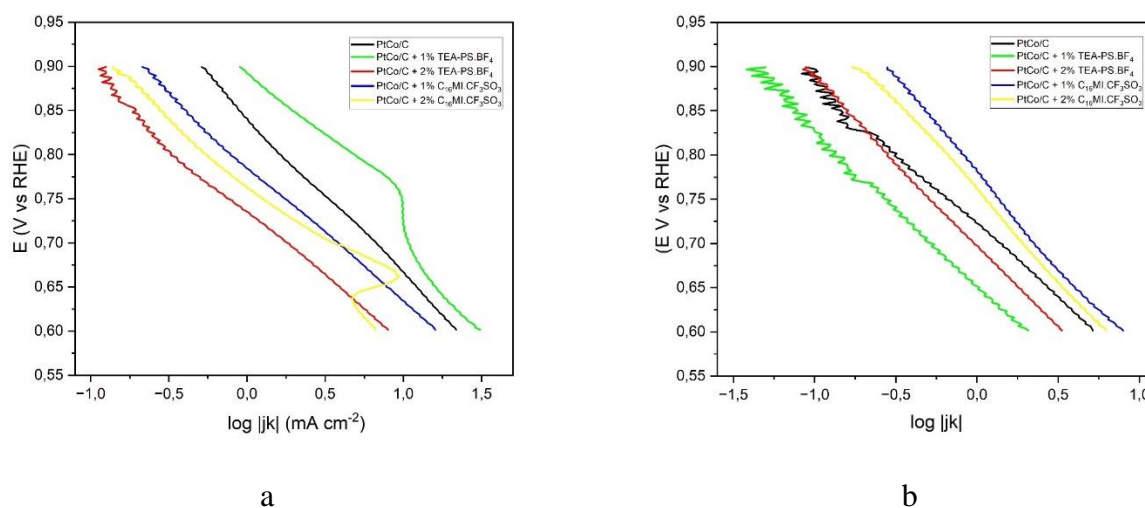 0,95
0,90
0,85
0,80
0,75
0,70
0,65
0,60
0,55
E (V vs RHE)
−1,0 −0,5 0,0 0,5 1,0 1,5
log |jk| (mA cm⁻²)
PtCo/C
PtCo/C + 1% TEA-PS.BF₄
PtCo/C + 2% TEA-PS.BF₄
PtCo/C + 1% C₁₆MI.CF₃SO₃
PtCo/C + 2% C₁₆MI.CF₃SO₃
a
0,95
0,90
0,85
0,80
0,75
0,70
0,65
0,60
0,55
(E V vs RHE)
−1,5 −1,0 −0,5 0,0 0,5 1,0
log |jk|
PtCo/C
PtCo/C + 1% TEA-PS.BF₄
PtCo/C + 2% TEA-PS.BF₄
PtCo/C + 1% C₁₆MI.CF₃SO₃
PtCo/C + 2% C₁₆MI.CF₃SO₃
b